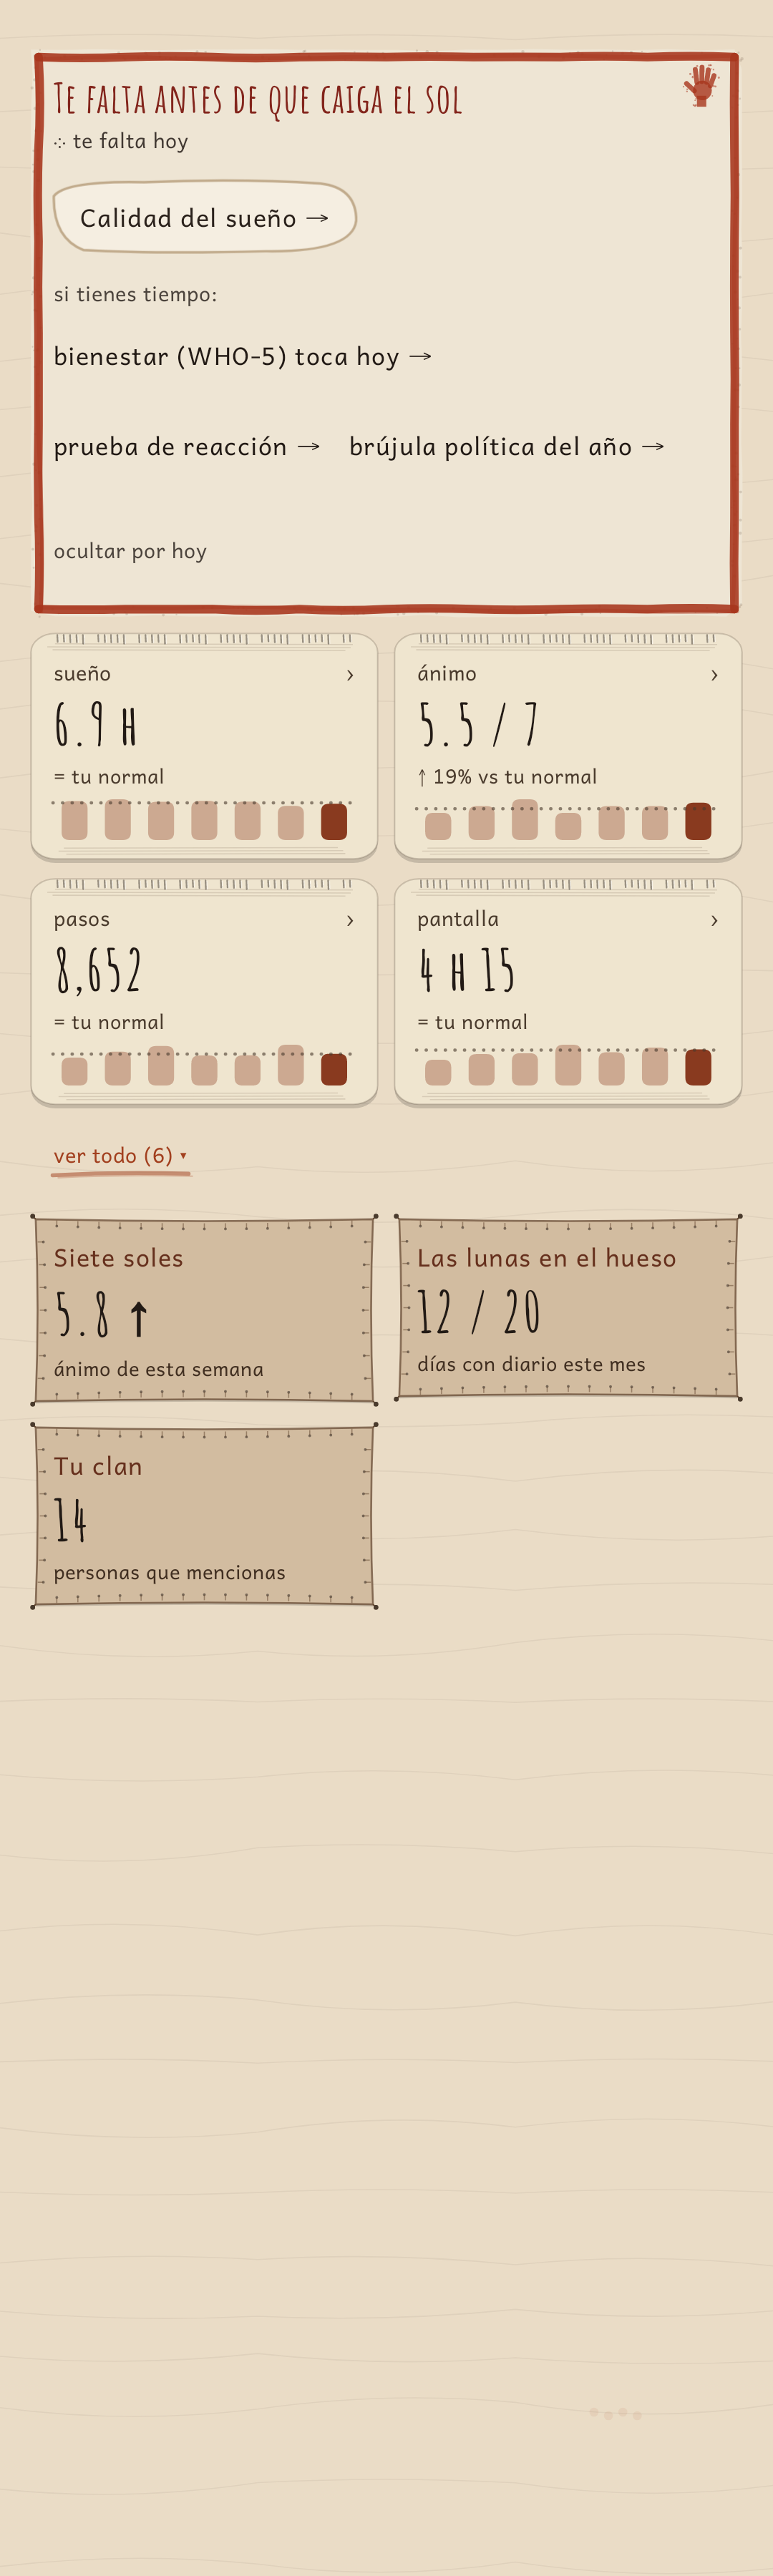 Te falta antes de que caiga el sol
te falta hoy
Calidad del sueño →
si tienes tiempo:
bienestar (WHO-5) toca hoy →
prueba de reacción → brújula política del año →
ocultar por hoy
sueño ›
6.9 H
= tu normal
ánimo ›
5.5 / 7
↑ 19% vs tu normal
pasos ›
8,652
= tu normal
pantalla ›
4 H 15
= tu normal
ver todo (6) ▾
Siete soles
5.8 ↑
ánimo de esta semana
Las lunas en el hueso
12 / 20
días con diario este mes
Tu clan
14
personas que mencionas